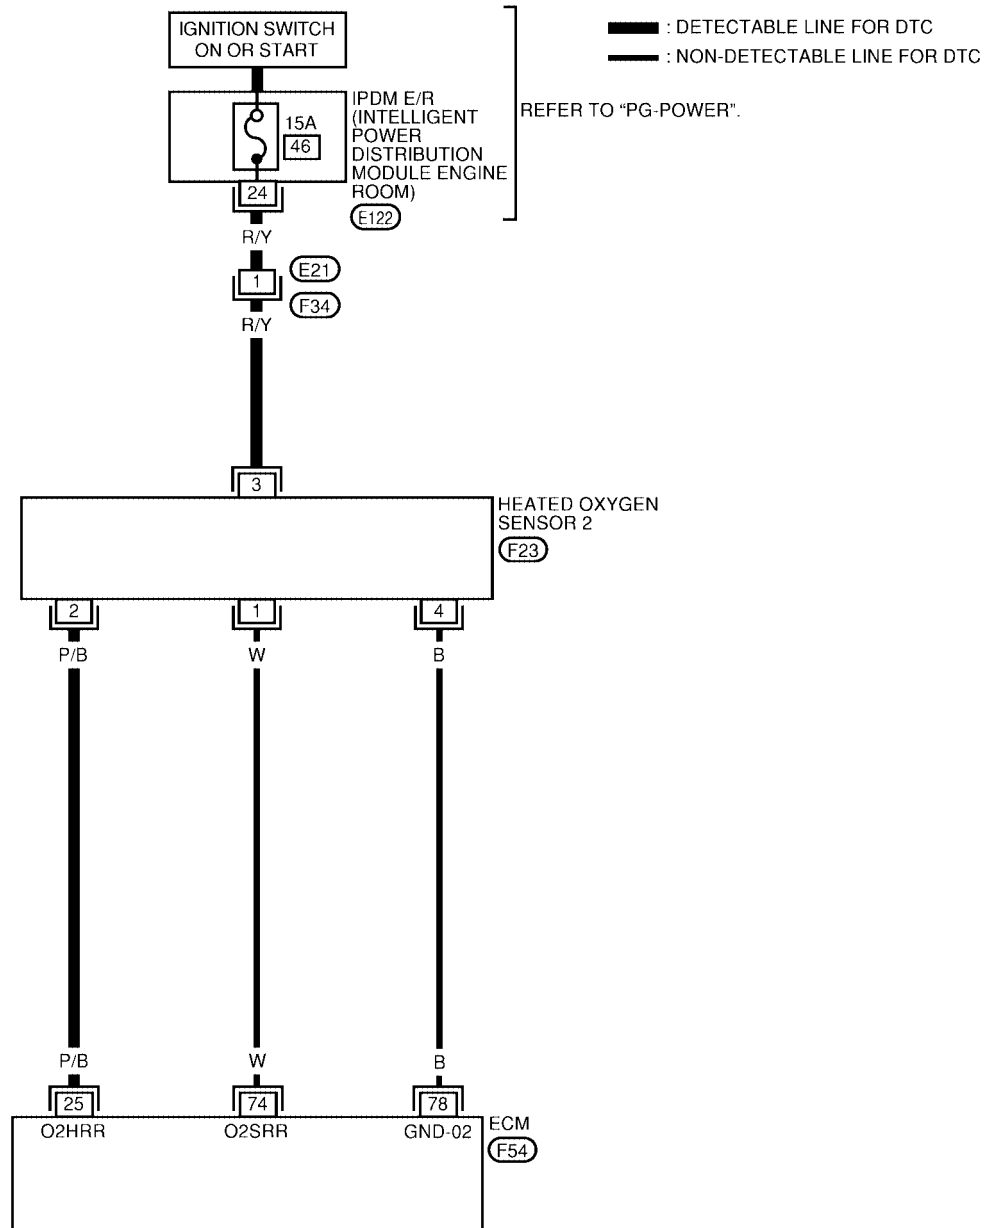 IGNITION SWITCH
ON OR START
: DETECTABLE LINE FOR DTC
: NON-DETECTABLE LINE FOR DTC
IPDM E/R
(INTELLIGENT
POWER
DISTRIBUTION
MODULE ENGINE
ROOM)
E122
REFER TO “PG-POWER”.
15A
46
24
R/Y
1
E21
F34
R/Y
3
HEATED OXYGEN
SENSOR 2
F23
2
1
4
P/B
W
B
P/B
W
B
25
74
78
O2HRR
O2SRR
GND-02
ECM
F54